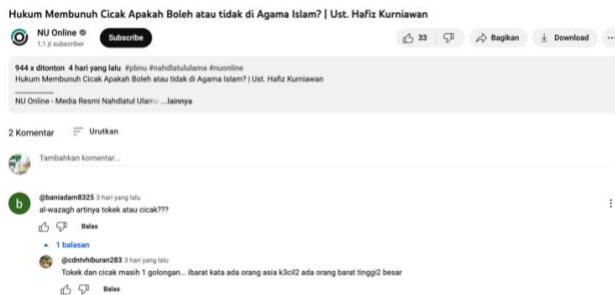 Hukum Membunuh Cicak Apakah Boleh atau tidak di Agama Islam? | Ust. Hafiz Kurniawan
NU Online
1,1 jt subscriber
Subscribe
33
Bagikan
Download
944 x ditonton 4 hari yang lalu #pbnu #nahdlatululama #nuonline
Hukum Membunuh Cicak Apakah Boleh atau tidak di Agama Islam? | Ust. Hafiz Kurniawan
NU Online - Media Resmi Nahdlatul Ulama ...lainnya
2 Komentar
Urutkan
Tambahkan komentar...
b
@baniadam8325 3 hari yang lalu
al-wazagh artinya tokek atau cicak???
Balas
1 balasan
@cdntvhiburan283 3 hari yang lalu
Tokek dan cicak masih 1 golongan... ibarat kata ada orang asia k3cil2 ada orang barat tinggi2 besar
Balas